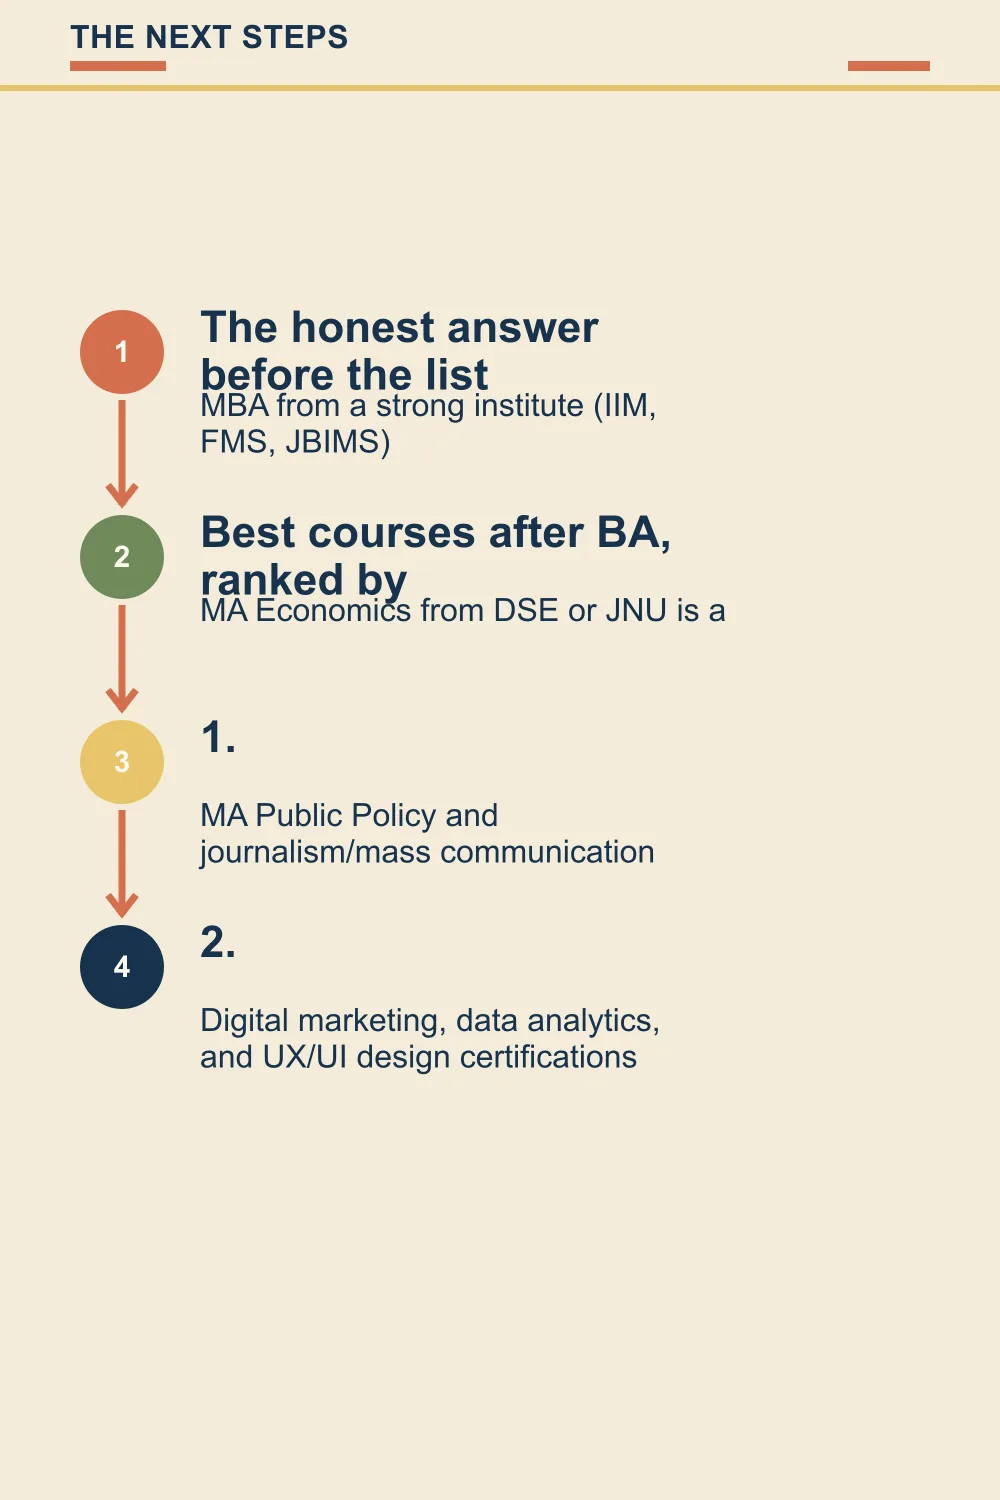 THE NEXT STEPS
1
The honest answer
before the list
MBA from a strong institute (IIM,
FMS, JBIMS)
2
Best courses after BA,
ranked by
MA Economics from DSE or JNU is a
3
1.
MA Public Policy and
journalism/mass communication
4
2.
Digital marketing, data analytics,
and UX/UI design certifications